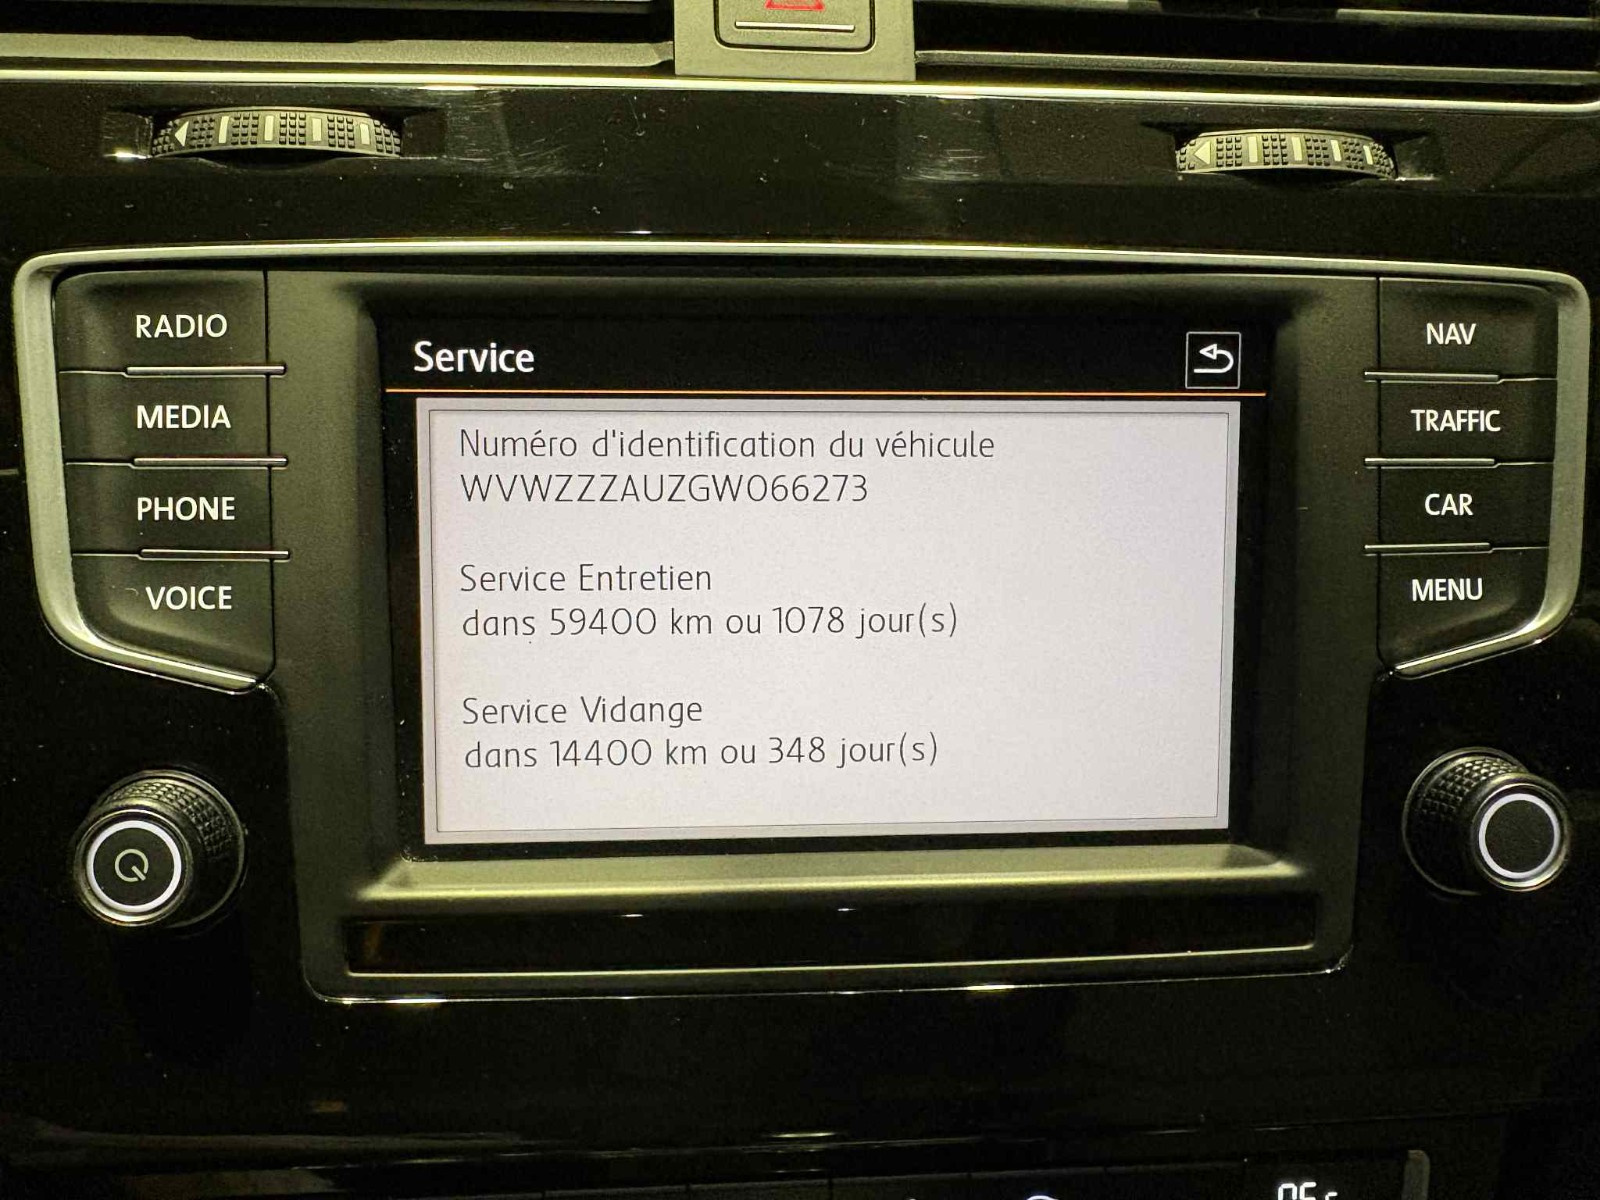 RADIO
MEDIA
PHONE
VOICE
Service
Numéro d'identification du véhicule
WVWZZZAUZGW066273
Service Entretien
dans 59400 km ou 1078 jour(s)
Service Vidange
dans 14400 km ou 348 jour(s)
NAV
TRAFFIC
CAR
MENU